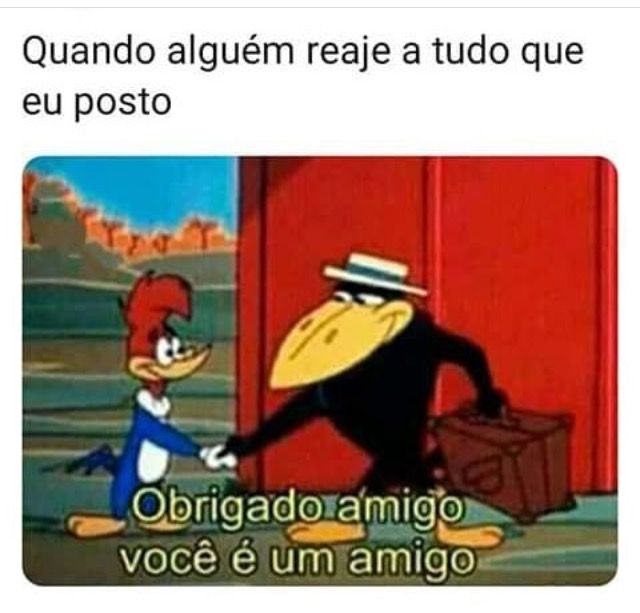 Quando alguém reaje a tudo que
eu posto
Obrigado amigo
você é um amigo